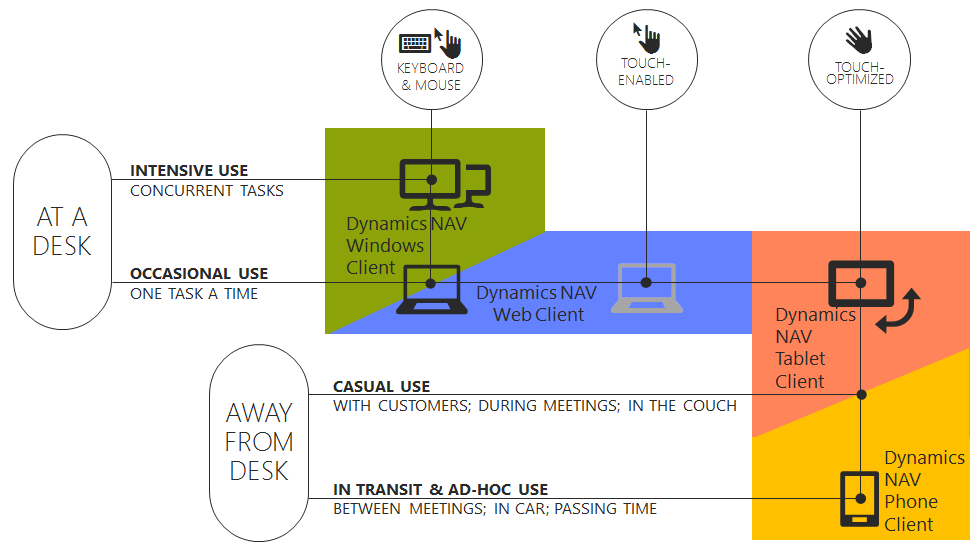 KEYBOARD
& MOUSE
TOUCH-
ENABLED
TOUCH-
OPTIMIZED
AT A
DESK
INTENSIVE USE
CONCURRENT TASKS
OCCASIONAL USE
ONE TASK A TIME
Dynamics NAV
Windows
Client
Dynamics NAV
Web Client
Dynamics
NAV
Tablet
Client
AWAY
FROM
DESK
CASUAL USE
WITH CUSTOMERS; DURING MEETINGS; IN THE COUCH
IN TRANSIT & AD-HOC USE
BETWEEN MEETINGS; IN CAR; PASSING TIME
Dynamics
NAV
Phone
Client